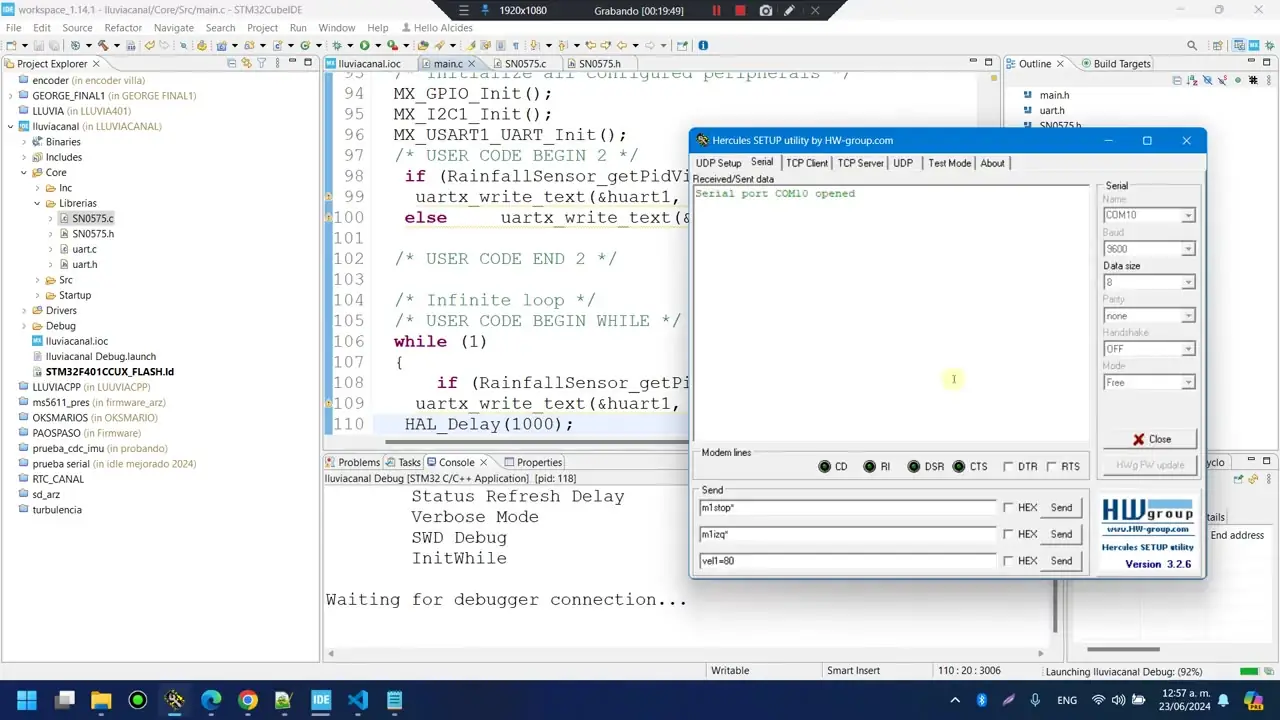 workspace_1.14.1 - lluviacanal/Core/Src/main.c - STM32CubeIDE
1920x1080
Grabando (00:19:49)
File Edit Source Refactor Navigate Search Project Run Window Help Hello Alcides
Project Explorer
encoder (in encoder villa)
GEORGE_FINAL1 (in GEORGE FINAL1)
LLUVIA (in LLUVIA401)
lluviacanal (in LLUVIACANAL)
Binaries
Includes
Core
Inc
Librerias
SN0575.c
SN0575.h
uart.c
uart.h
Src
Startup
Drivers
Debug
lluviacanal.ioc
lluviacanal Debug.launch
STM32F401CCUX_FLASH.ld
LLUVIACPP (in LLUVIACPP)
ms5611_pres (in firmware_arz)
OKSMARIOS (in OKSMARIO)
PAOSPASO (in Firmware)
prueba_cdc_imu (in probando)
prueba serial (in idle mejorado 2024)
RTC_CANAL
sd_arz
turbulencia
lluviacanal.ioc main.c SN0575.c SN0575.h
93 /* Initialize all configured peripherals */
94 MX_GPIO_Init();
95 MX_I2C1_Init();
96 MX_USART1_UART_Init();
97 /* USER CODE BEGIN 2 */
98 if (RainfallSensor_getPidVi
99 uartx_write_text(&huart1,
100 else uartx_write_text(&
101
102 /* USER CODE END 2 */
103
104 /* Infinite loop */
105 /* USER CODE BEGIN WHILE */
106 while (1)
107 {
108 if (RainfallSensor_getPi
109 uartx_write_text(&huart1,
110 HAL_Delay(1000);
Outline Build Targets
main.h
uart.h
SN0575.h
Hercules SETUP utility by HW-group.com
UDP Setup Serial TCP Client TCP Server UDP Test Mode About
Received/Sent data
Serial port COM10 opened
Serial
Name
COM10
Baud
9600
Data size
8
Parity
none
Handshake
OFF
Mode
Free
Close
HWg FW update
Modem lines
CD RI DSR CTS DTR RTS
Send
m1stop* HEX Send
m1izq* HEX Send
vel1=80 HEX Send
HW group
www.HW-group.com
Hercules SETUP utility
Version 3.2.6
Problems Tasks Console Properties
lluviacanal Debug [STM32 C/C++ Application] [pid: 118]
Status Refresh Delay
Verbose Mode
SWD Debug
InitWhile
Waiting for debugger connection...
Cyclo
tails
End address
Writable
Smart Insert
110 : 20 : 3006
Launching lluviacanal Debug: (92%)
IDE
ENG
12:57 a. m.
23/06/2024